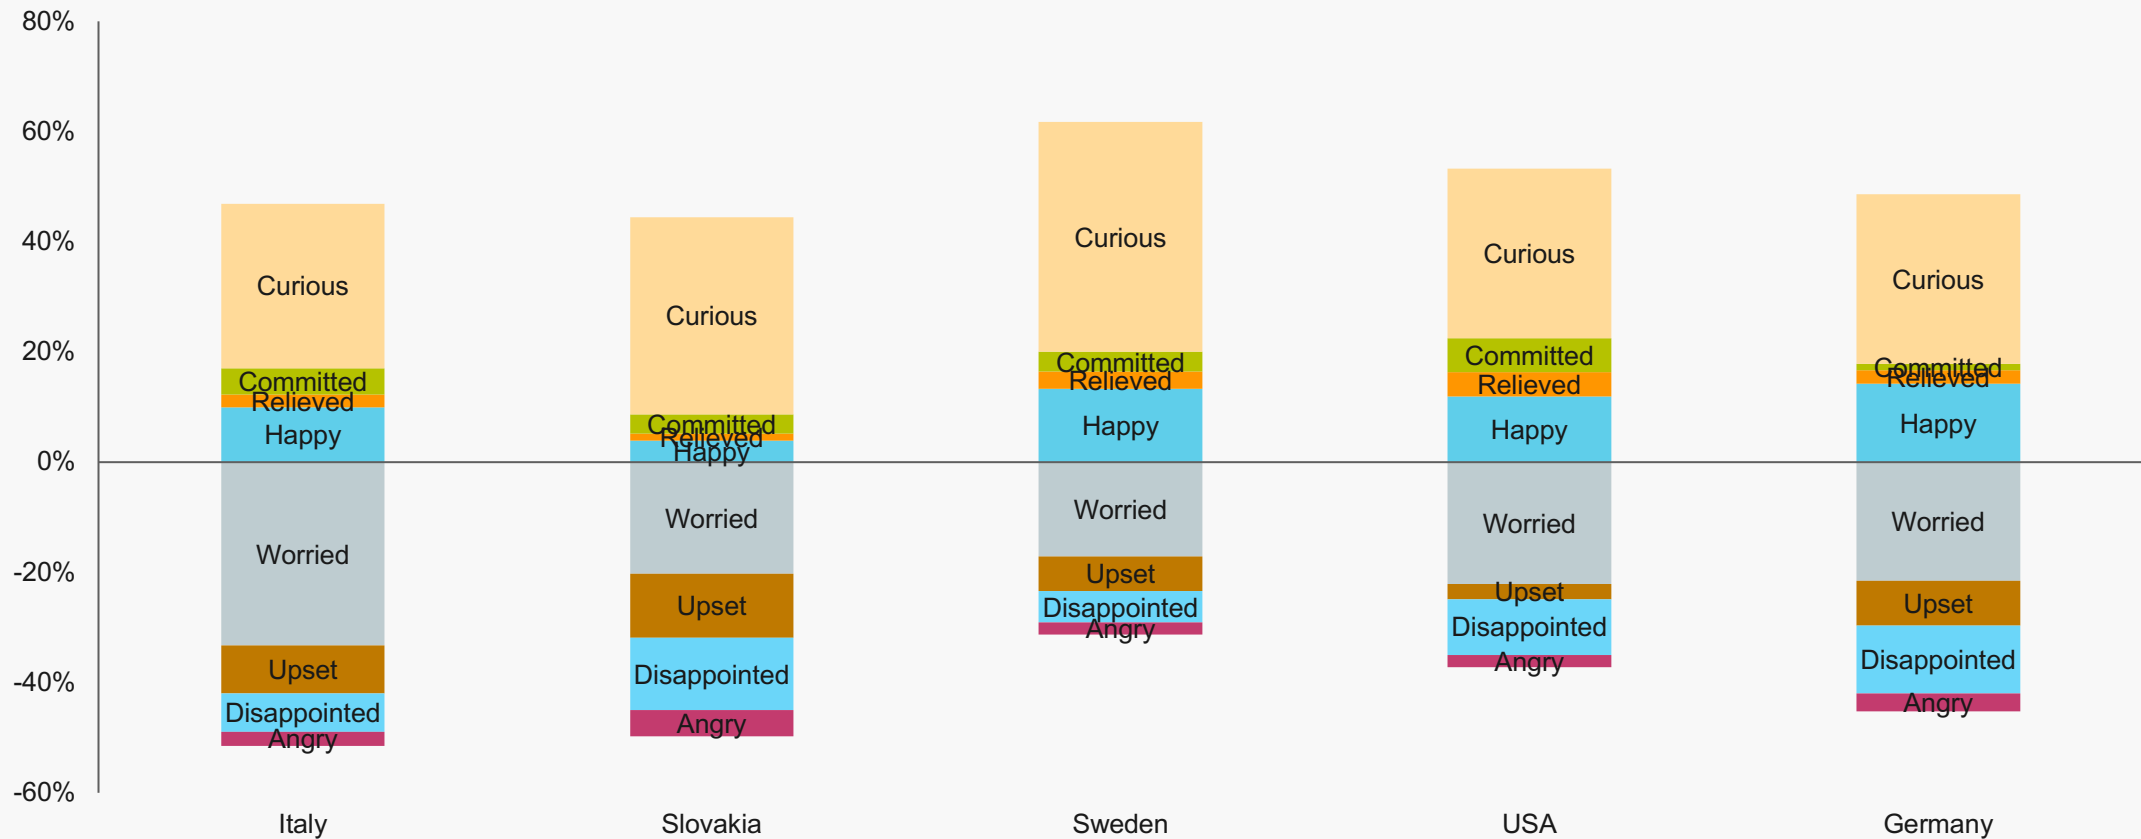 80%
60%
40%
20%
0%
-20%
-40%
-60%
Curious
Committed
Relieved
Happy
Worried
Upset
Disappointed
Angry
Italy
Curious
Committed
Relieved
Happy
Worried
Upset
Disappointed
Angry
Slovakia
Curious
Committed
Relieved
Happy
Worried
Upset
Disappointed
Angry
Sweden
Curious
Committed
Relieved
Happy
Worried
Upset
Disappointed
Angry
USA
Curious
Committed
Relieved
Happy
Worried
Upset
Disappointed
Angry
Germany